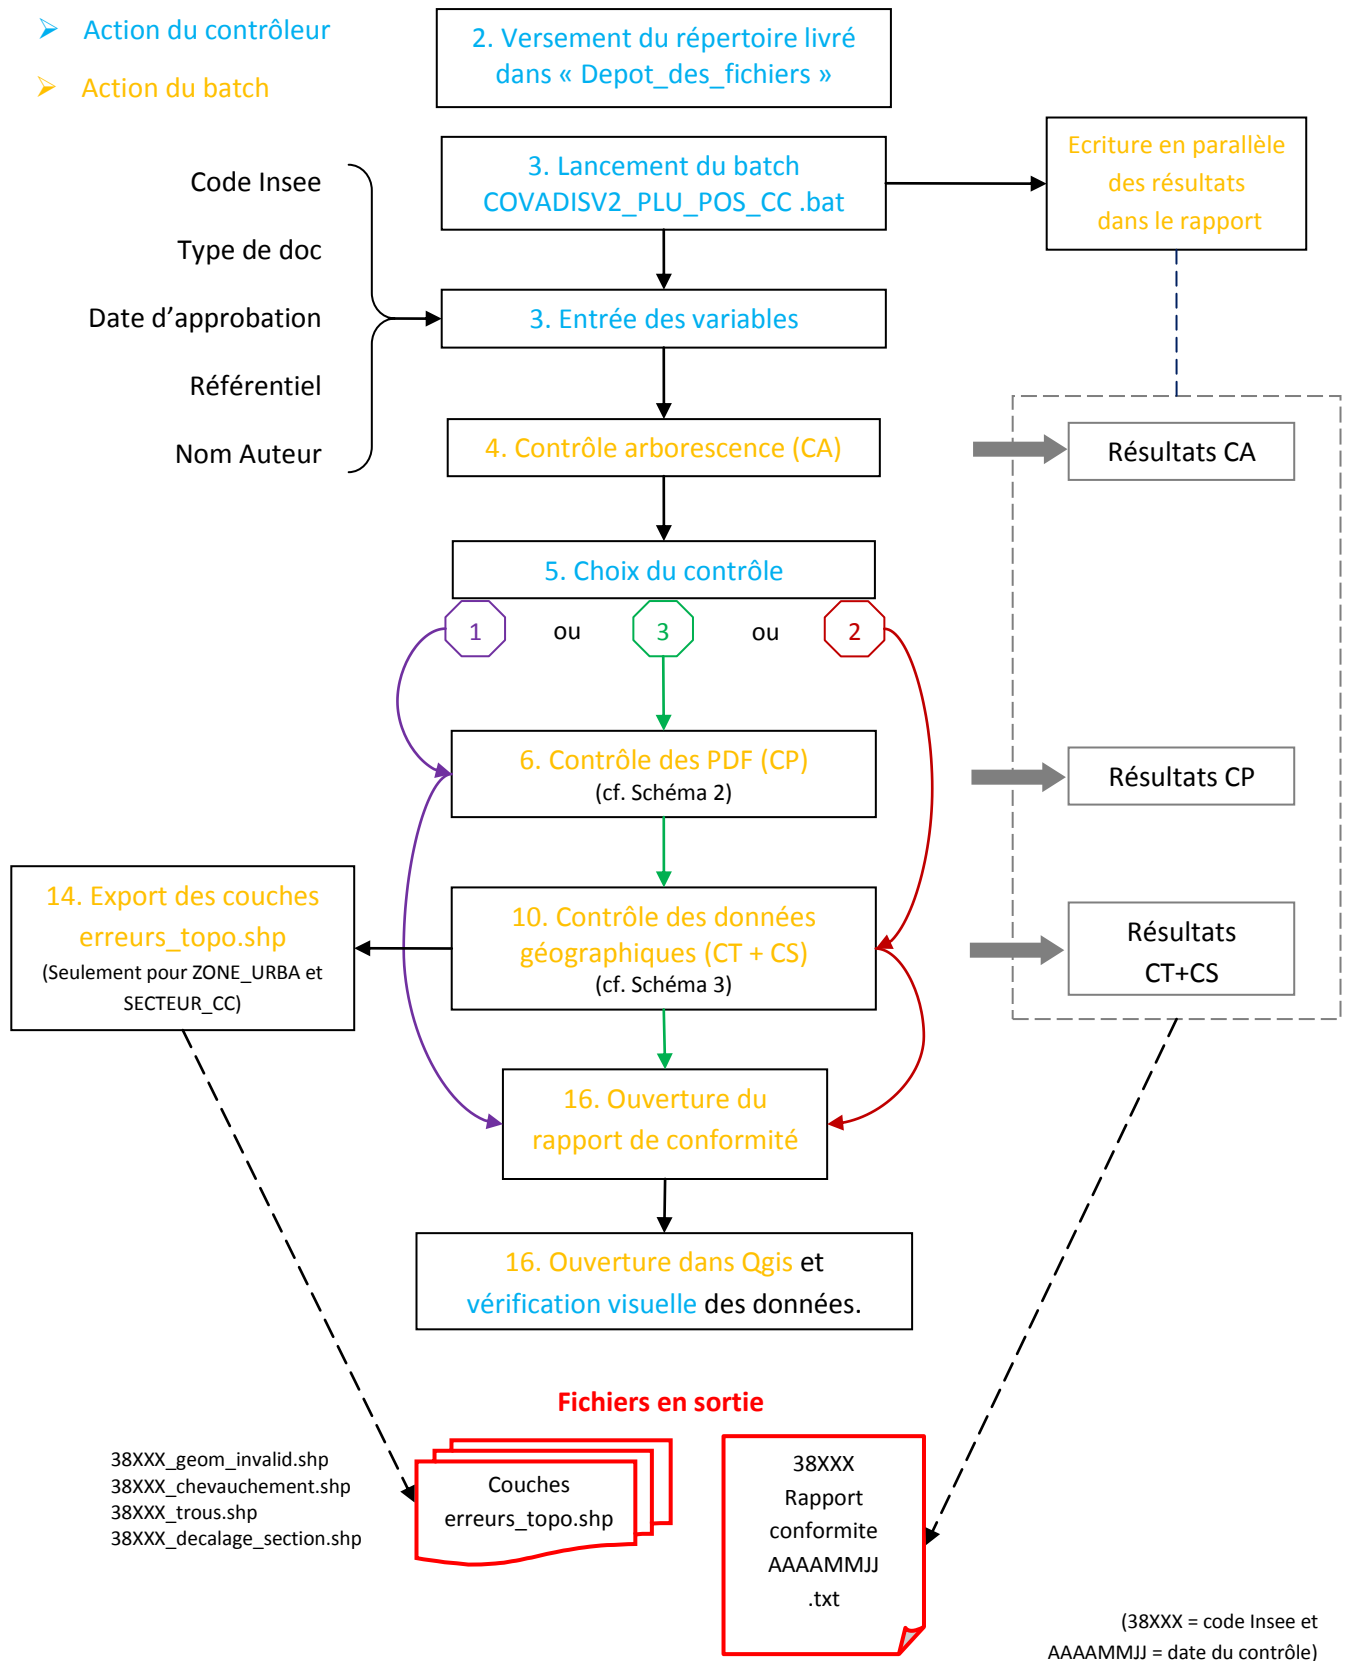 Action du contrôleur
Action du batch
2. Versement du répertoire livré
dans « Depot_des_fichiers »
3. Lancement du batch
COVADISV2_PLU_POS_CC .bat
Ecriture en parallèle
des résultats
dans le rapport
Code Insee
Type de doc
Date d’approbation
Référentiel
Nom Auteur
3. Entrée des variables
4. Contrôle arborescence (CA)
Résultats CA
5. Choix du contrôle
1 ou 3 ou 2
6. Contrôle des PDF (CP)
(cf. Schéma 2)
Résultats CP
14. Export des couches
erreurs_topo.shp
(Seulement pour ZONE_URBA et
SECTEUR_CC)
10. Contrôle des données
géographiques (CT + CS)
(cf. Schéma 3)
Résultats
CT+CS
16. Ouverture du
rapport de conformité
16. Ouverture dans Qgis et
vérification visuelle des données.
Fichiers en sortie
38XXX_geom_invalid.shp
38XXX_chevauchement.shp
38XXX_trous.shp
38XXX_decalage_section.shp
Couches
erreurs_topo.shp
38XXX
Rapport
conformite
AAAAMMJJ
.txt
(38XXX = code Insee et
AAAAMMJJ = date du contrôle)